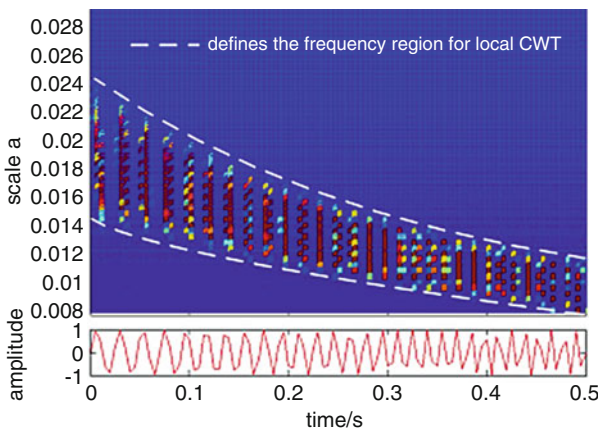 0.028
defines the frequency region for local CWT
0.026
0.024
0.022
0.02
0.018
0.016
0.014
0.012
0.01
0.008
scale a
1
0
-1
amplitude
0 0.1 0.2 0.3 0.4 0.5
time/s